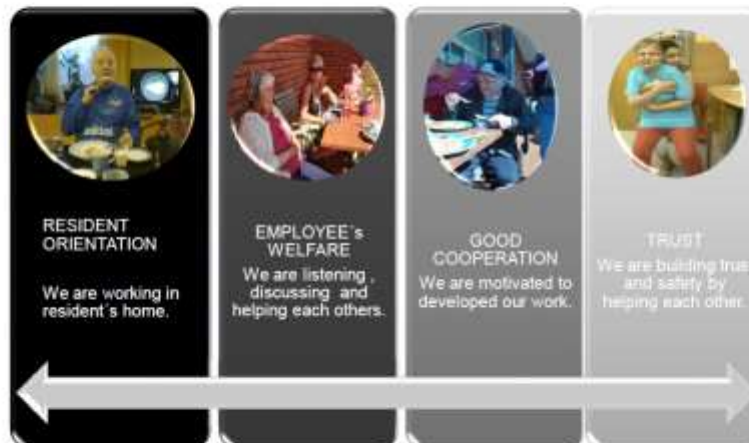 RESIDENT
ORIENTATION
We are working in
resident´s home.
EMPLOYEE´s
WELFARE
We are listening ,
discussing and
helping each others.
GOOD
COOPERATION
We are motivated to
developed our work.
TRUST
We are building trust
and safety by
helping each other.